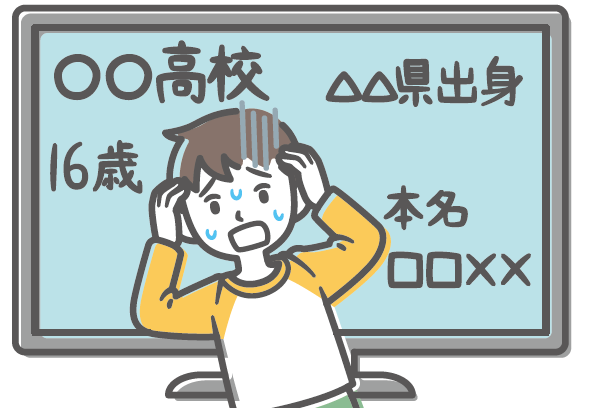 〇〇高校
△△県出身
16歳
本名
□□××